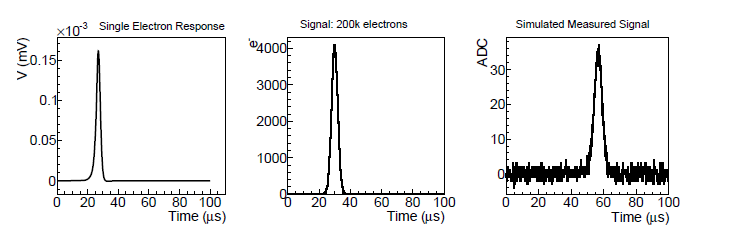 ×10⁻³ Single Electron Response
V (mV)
0.15
0.1
0.05
0
0 20 40 60 80 100
Time (μs)
Signal: 200k electrons
e⁻
4000
3000
2000
1000
0
0 20 40 60 80 100
Time (μs)
Simulated Measured Signal
ADC
30
20
10
0
0 20 40 60 80 100
Time (μs)